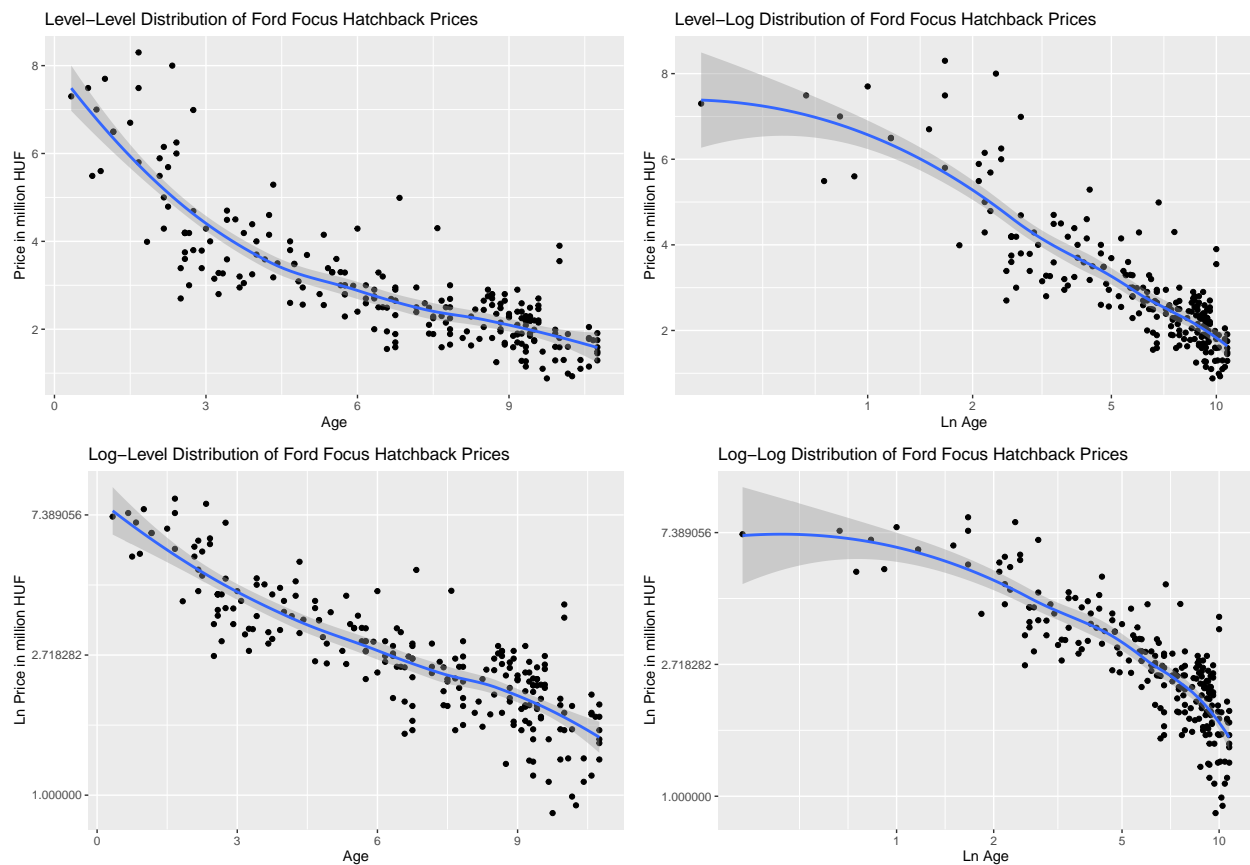 Level−Level Distribution of Ford Focus Hatchback Prices
Price in million HUF
8
6
4
2
0
3
6
9
Age
Level−Log Distribution of Ford Focus Hatchback Prices
Price in million HUF
8
6
4
2
1
2
5
10
Ln Age
Log−Level Distribution of Ford Focus Hatchback Prices
Ln Price in million HUF
7.389056
2.718282
1.000000
0
3
6
9
Age
Log−Log Distribution of Ford Focus Hatchback Prices
Ln Price in million HUF
7.389056
2.718282
1.000000
1
2
5
10
Ln Age